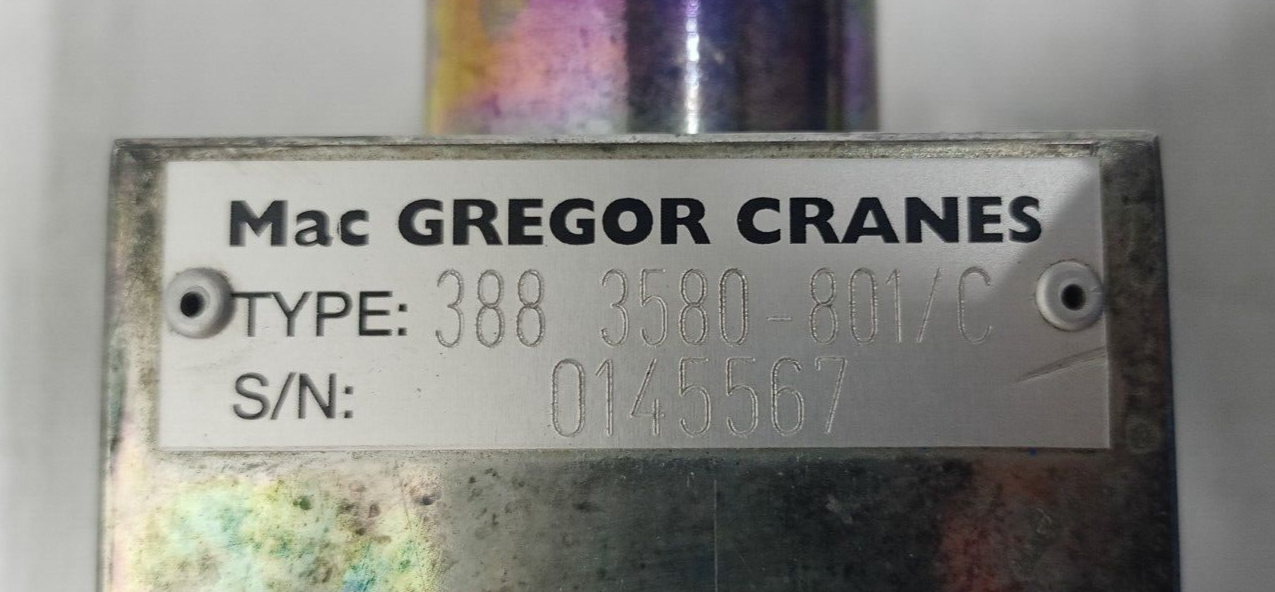 Mac GREGOR CRANES
TYPE: 388 3580-801/C
S/N: 0145567